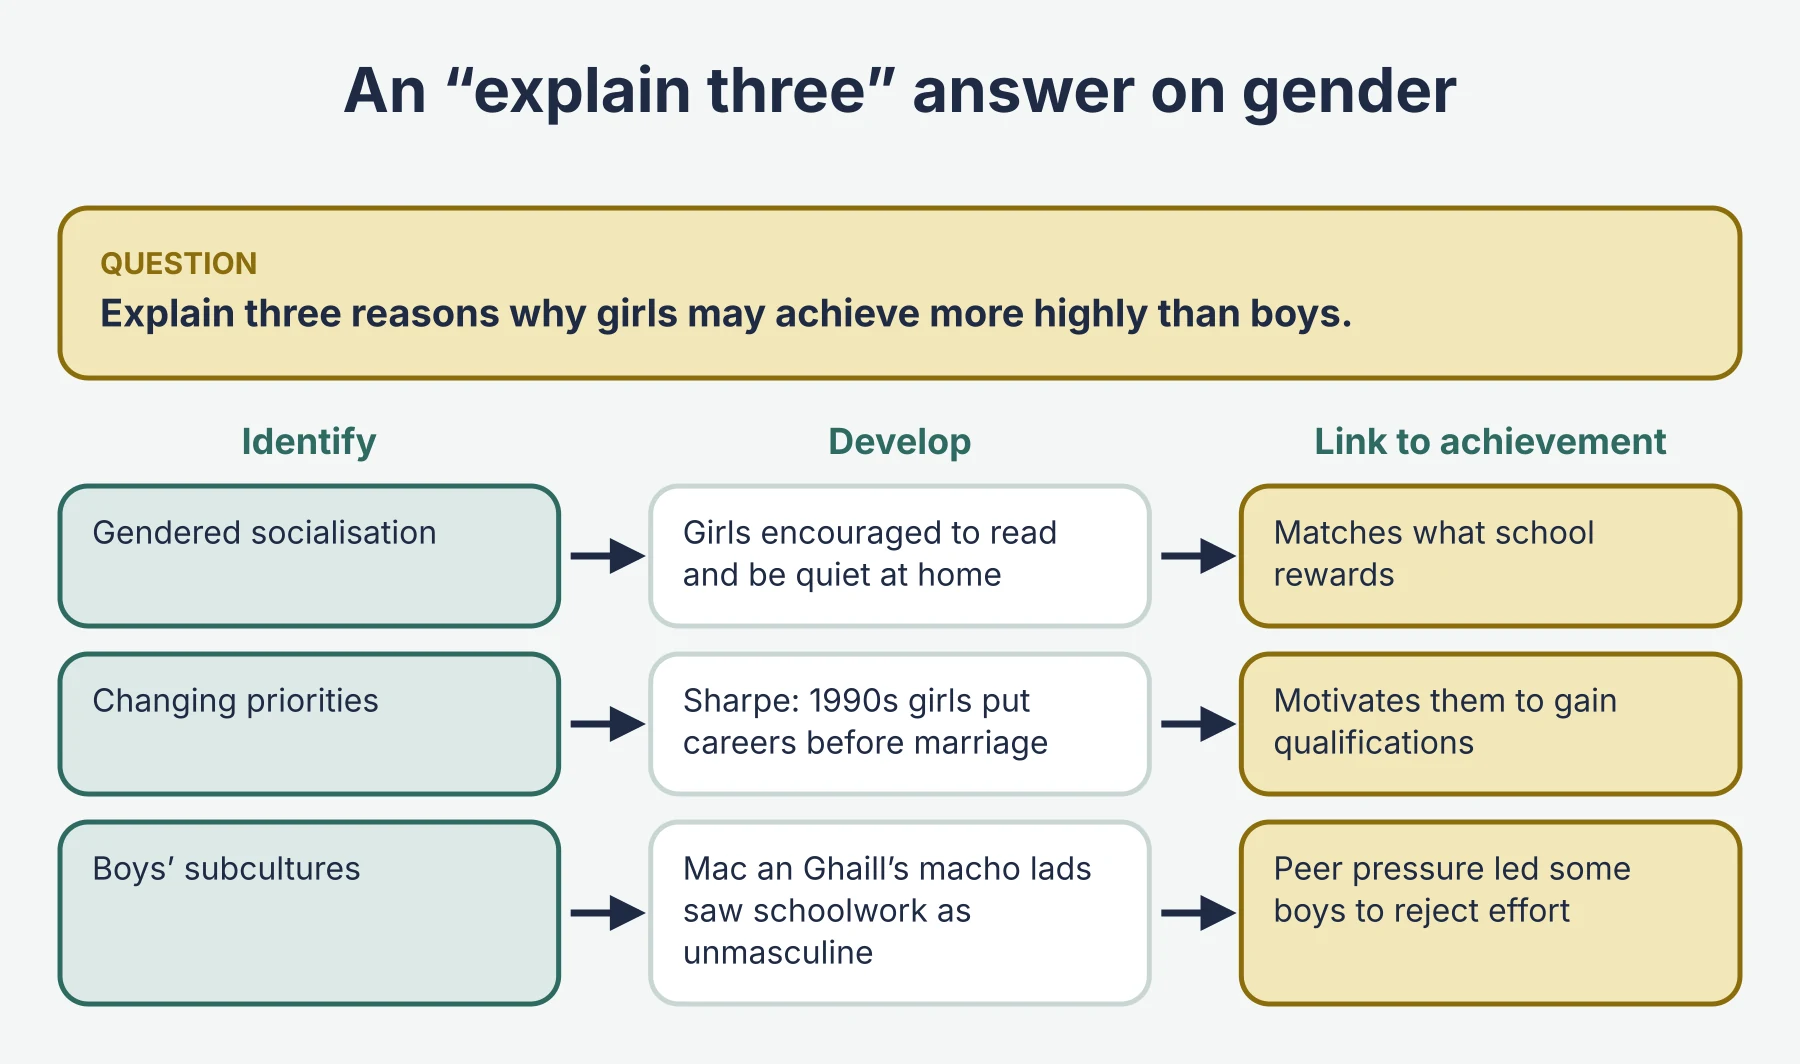 An “explain three” answer on gender
QUESTION
Explain three reasons why girls may achieve more highly than boys.
Identify
Develop
Link to achievement
Gendered socialisation
Girls encouraged to read
and be quiet at home
Matches what school
rewards
Changing priorities
Sharpe: 1990s girls put
careers before marriage
Motivates them to gain
qualifications
Boys’ subcultures
Mac an Ghaill’s macho lads
saw schoolwork as
unmasculine
Peer pressure led some
boys to reject effort